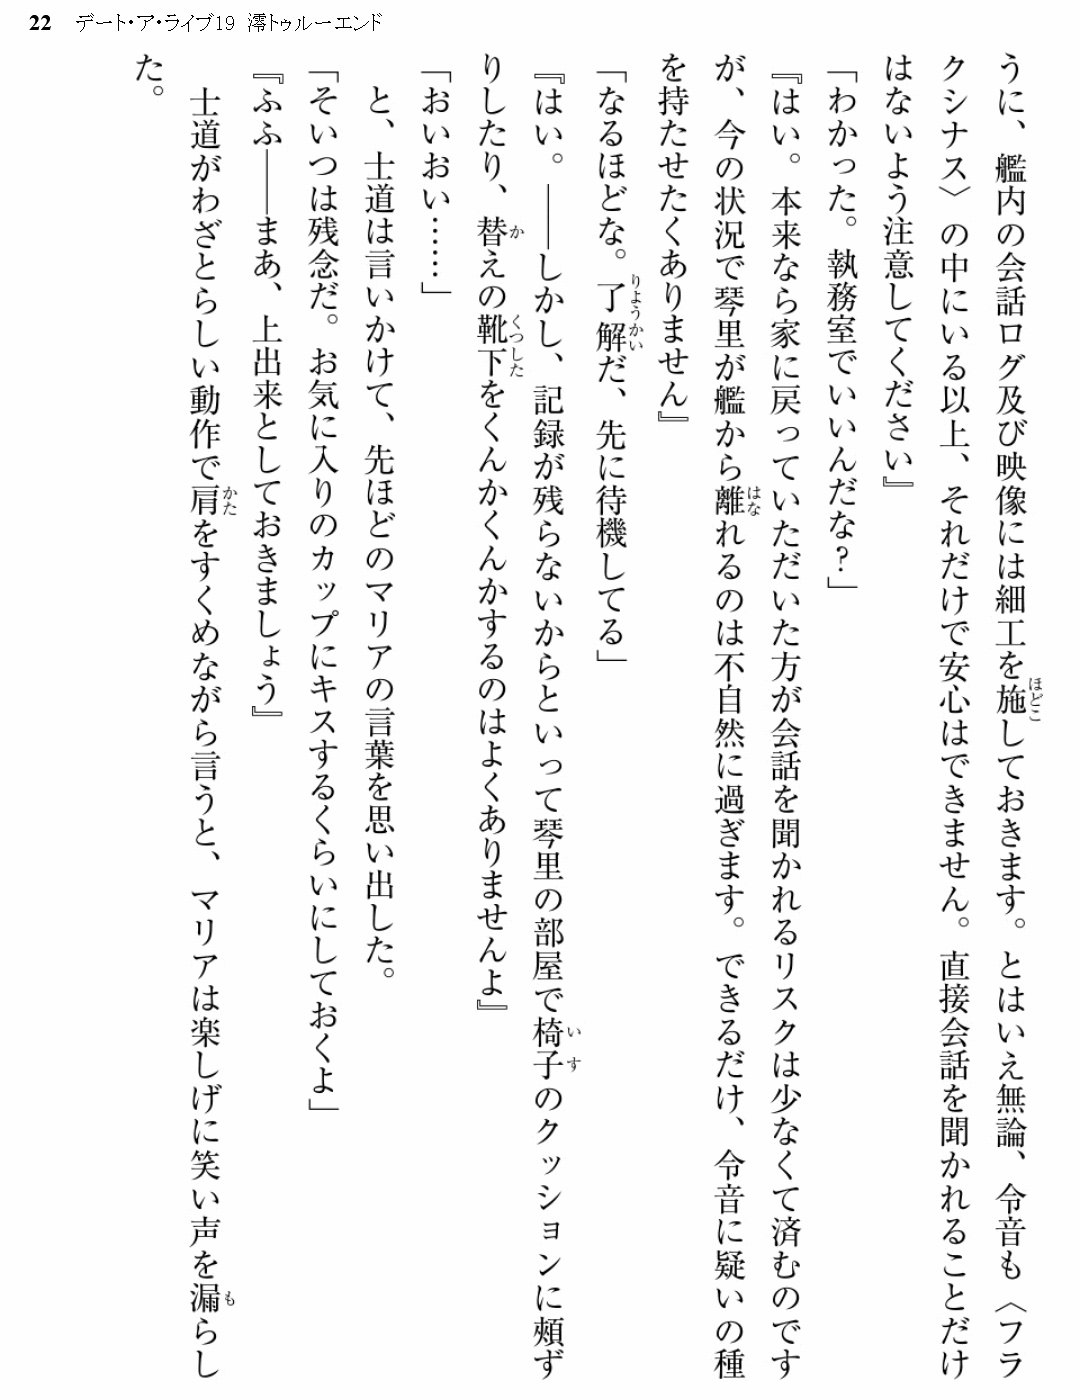 22 デート・ア・ライブ19 澪トゥルーエンド
うに、艦内の会話ログ及び映像には細工を施しておきます。とはいえ無論、令音も〈フラ
クシナス〉の中にいる以上、それだけで安心はできません。直接会話を聞かれることだけ
はないよう注意してください』
「わかった。執務室でいいんだな？」
『はい。本来なら家に戻っていただいた方が会話を聞かれるリスクは少なくて済むのです
が、今の状況で琴里が艦から離れるのは不自然に過ぎます。できるだけ、令音に疑いの種
を持たせたくありません』
「なるほどな。了解だ、先に待機してる」
『はい。――しかし、記録が残らないからといって琴里の部屋で椅子のクッションに頰ず
りしたり、替えの靴下をくんかくんかするのはよくありませんよ』
「おいおい……」
と、士道は言いかけて、先ほどのマリアの言葉を思い出した。
「そいつは残念だ。お気に入りのカップにキスするくらいにしておくよ」
『ふふ――まあ、上出来としておきましょう』
士道がわざとらしい動作で肩をすくめながら言うと、マリアは楽しげに笑い声を漏らし
た。